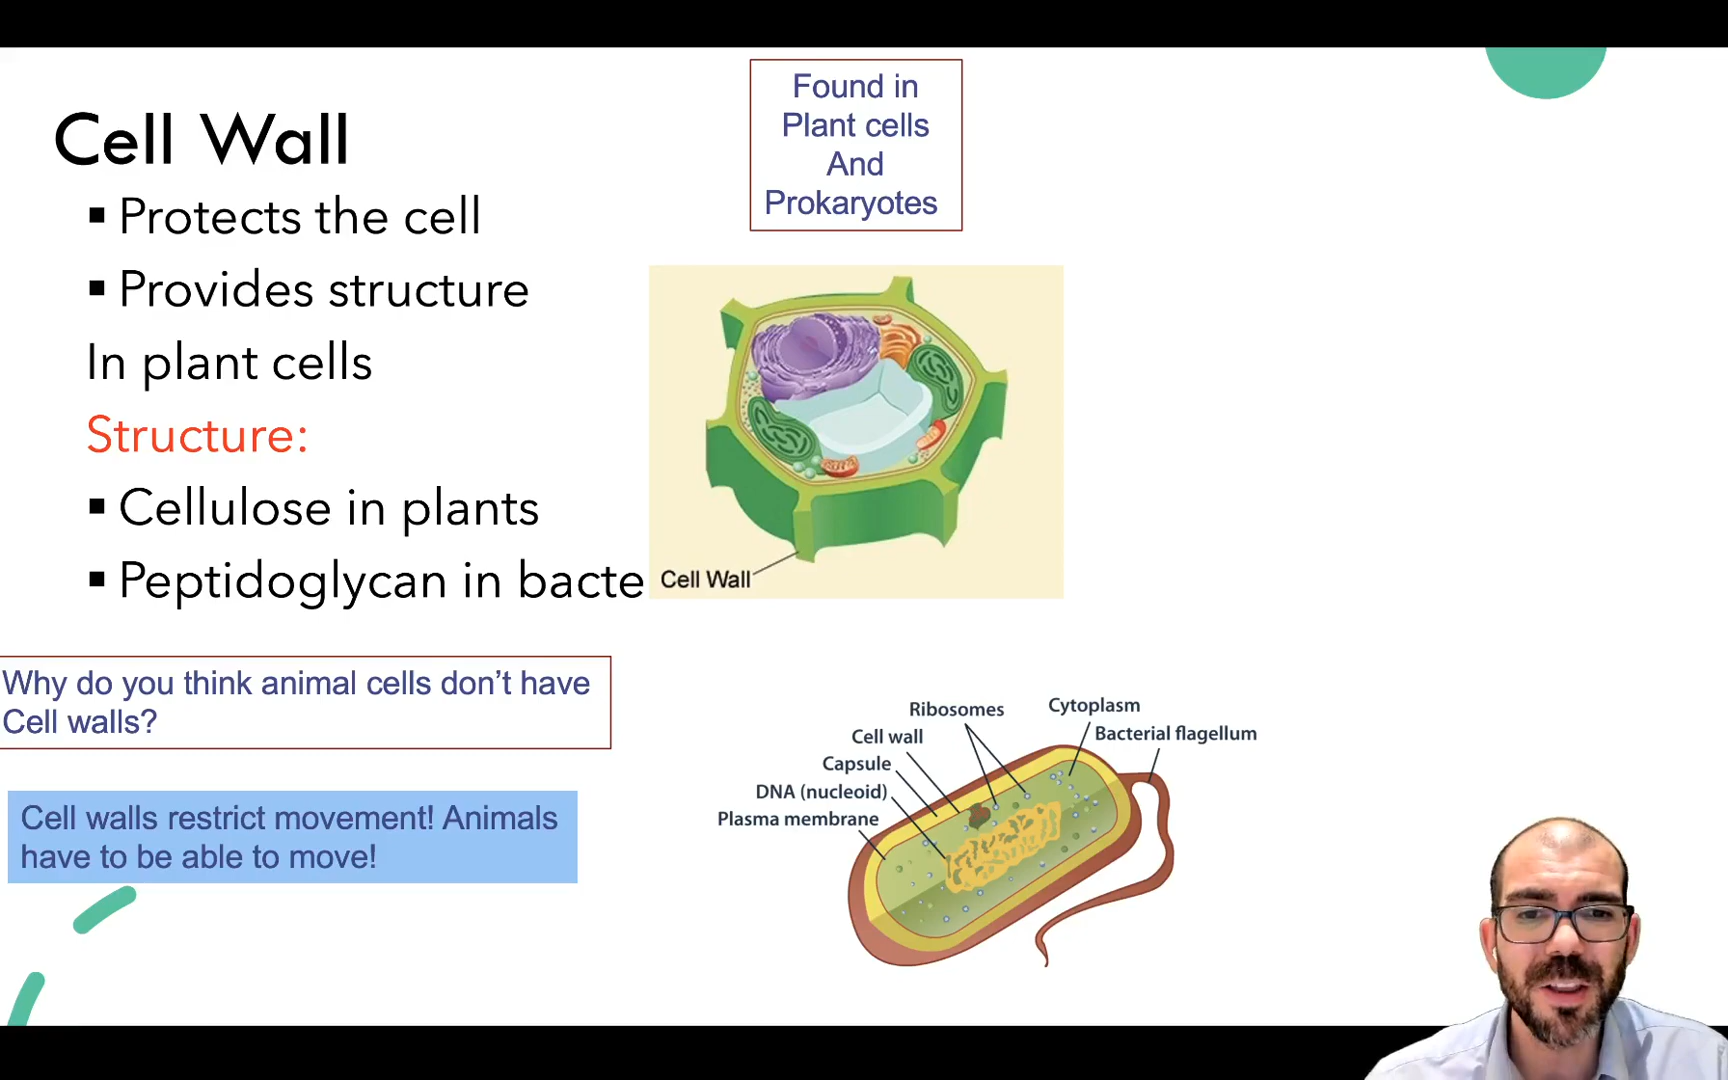 Cell Wall
▪ Protects the cell
▪ Provides structure
In plant cells
Structure:
▪ Cellulose in plants
▪ Peptidoglycan in bacte
Found in
Plant cells
And
Prokaryotes
Cell Wall
Why do you think animal cells don’t have
Cell walls?
Cell walls restrict movement! Animals
have to be able to move!
Ribosomes
Cytoplasm
Cell wall
Bacterial flagellum
Capsule
DNA (nucleoid)
Plasma membrane